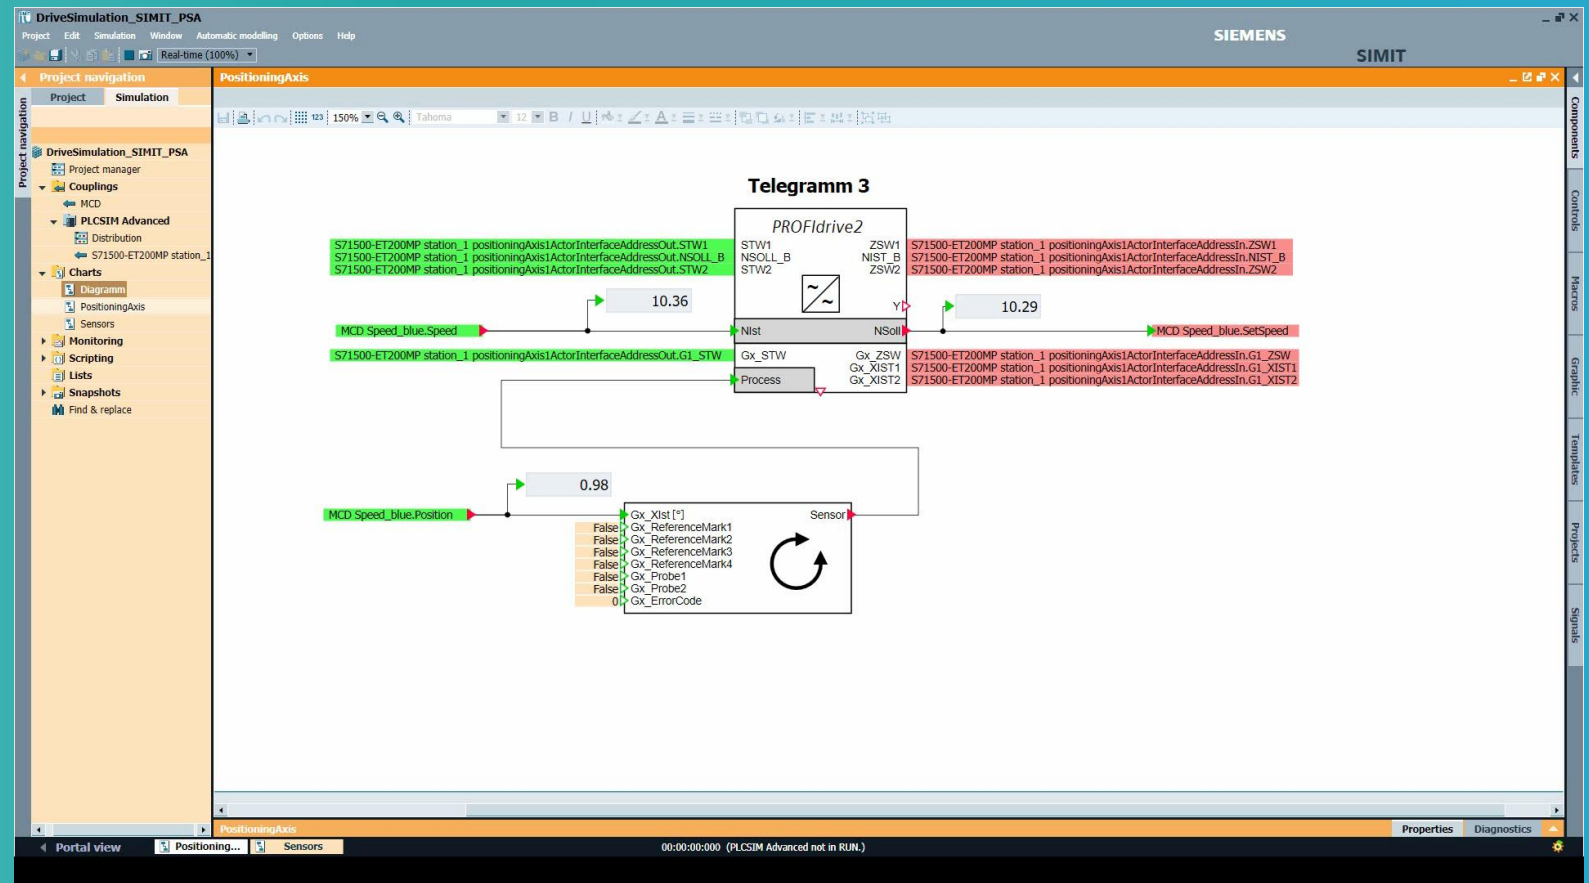 DriveSimulation_SIMIT_PSA
Project Edit Simulation Window Automatic modelling Options Help
SIEMENS
Real-time (100%)
SIMIT
Project navigation
PositioningAxis
Project Simulation
Project navigation
123 150% Tahoma 12 B I U A
DriveSimulation_SIMIT_PSA
Project manager
Couplings
MCD
PLCSIM Advanced
Distribution
S71500-ET200MP station_1
Charts
Diagramm
PositioningAxis
Sensors
Monitoring
Scripting
Lists
Snapshots
Find & replace
Telegramm 3
PROFIdrive2
S71500-ET200MP station_1 positioningAxis1ActorInterfaceAddressOut.STW1 STW1 ZSW1 S71500-ET200MP station_1 positioningAxis1ActorInterfaceAddressIn.ZSW1
S71500-ET200MP station_1 positioningAxis1ActorInterfaceAddressOut.NSOLL_B NSOLL_B NIST_B S71500-ET200MP station_1 positioningAxis1ActorInterfaceAddressIn.NIST_B
S71500-ET200MP station_1 positioningAxis1ActorInterfaceAddressOut.STW2 STW2 ZSW2 S71500-ET200MP station_1 positioningAxis1ActorInterfaceAddressIn.ZSW2
10.36 Y 10.29
MCD Speed_blue.Speed NIst NSoll MCD Speed_blue.SetSpeed
S71500-ET200MP station_1 positioningAxis1ActorInterfaceAddressOut.G1_STW Gx_STW Gx_ZSW S71500-ET200MP station_1 positioningAxis1ActorInterfaceAddressIn.G1_ZSW
Gx_XIST1 S71500-ET200MP station_1 positioningAxis1ActorInterfaceAddressIn.G1_XIST1
Process Gx_XIST2 S71500-ET200MP station_1 positioningAxis1ActorInterfaceAddressIn.G1_XIST2
0.98
MCD Speed_blue.Position Gx_XIst [°] Sensor
False Gx_ReferenceMark1
False Gx_ReferenceMark2
False Gx_ReferenceMark3
False Gx_ReferenceMark4
False Gx_Probe1
False Gx_Probe2
0 Gx_ErrorCode
Components
Controls
Macros
Graphic
Templates
Projects
Signals
PositioningAxis Properties Diagnostics
Portal view Positioning... Sensors 00:00:00:000 (PLCSIM Advanced not in RUN.)